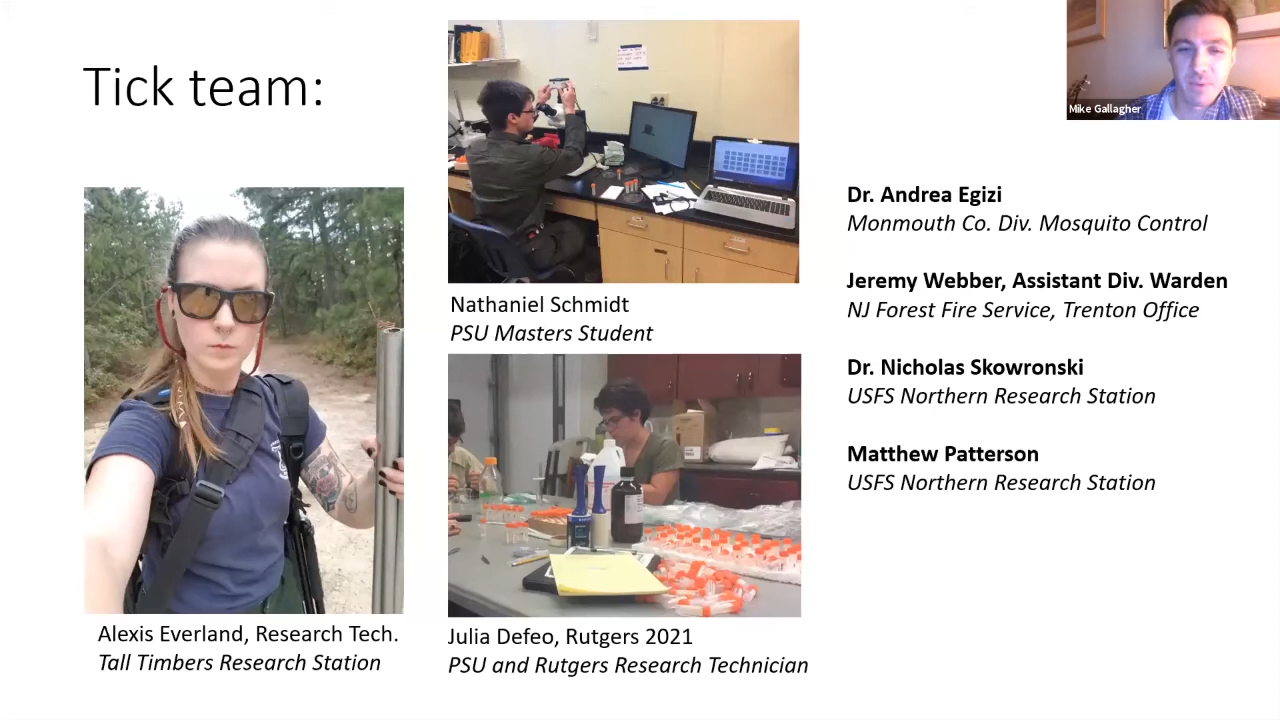 Tick team:
Mike Gallagher
Alexis Everland, Research Tech.
Tall Timbers Research Station
Nathaniel Schmidt
PSU Masters Student
Julia Defeo, Rutgers 2021
PSU and Rutgers Research Technician
Dr. Andrea Egizi
Monmouth Co. Div. Mosquito Control
Jeremy Webber, Assistant Div. Warden
NJ Forest Fire Service, Trenton Office
Dr. Nicholas Skowronski
USFS Northern Research Station
Matthew Patterson
USFS Northern Research Station